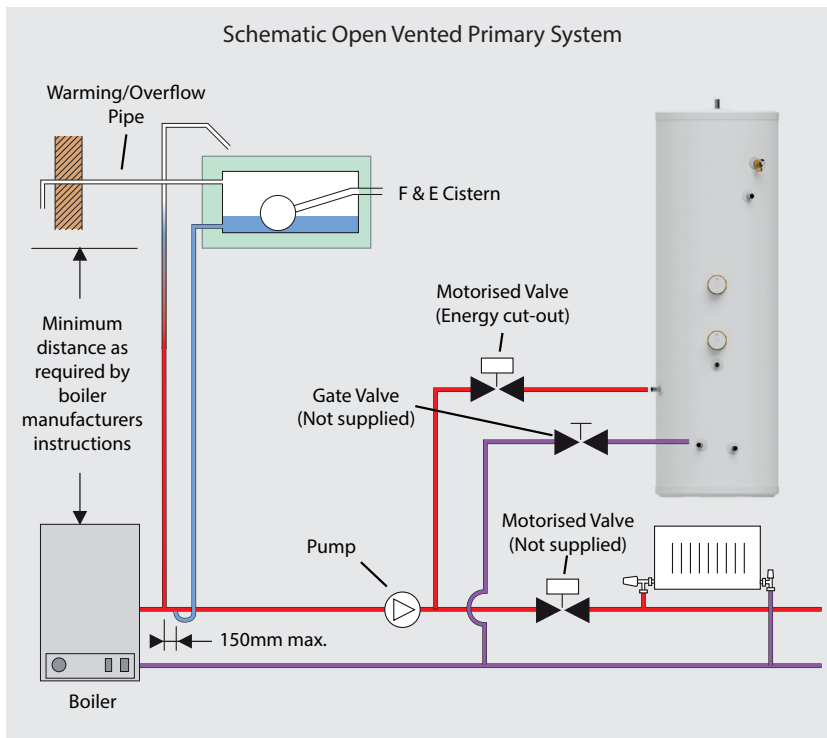 Schematic Open Vented Primary System
Warming/Overflow
Pipe
F & E Cistern
Minimum
distance as
required by
boiler
manufacturers
instructions
Motorised Valve
(Energy cut-out)
Gate Valve
(Not supplied)
Motorised Valve
(Not supplied)
Pump
150mm max.
Boiler